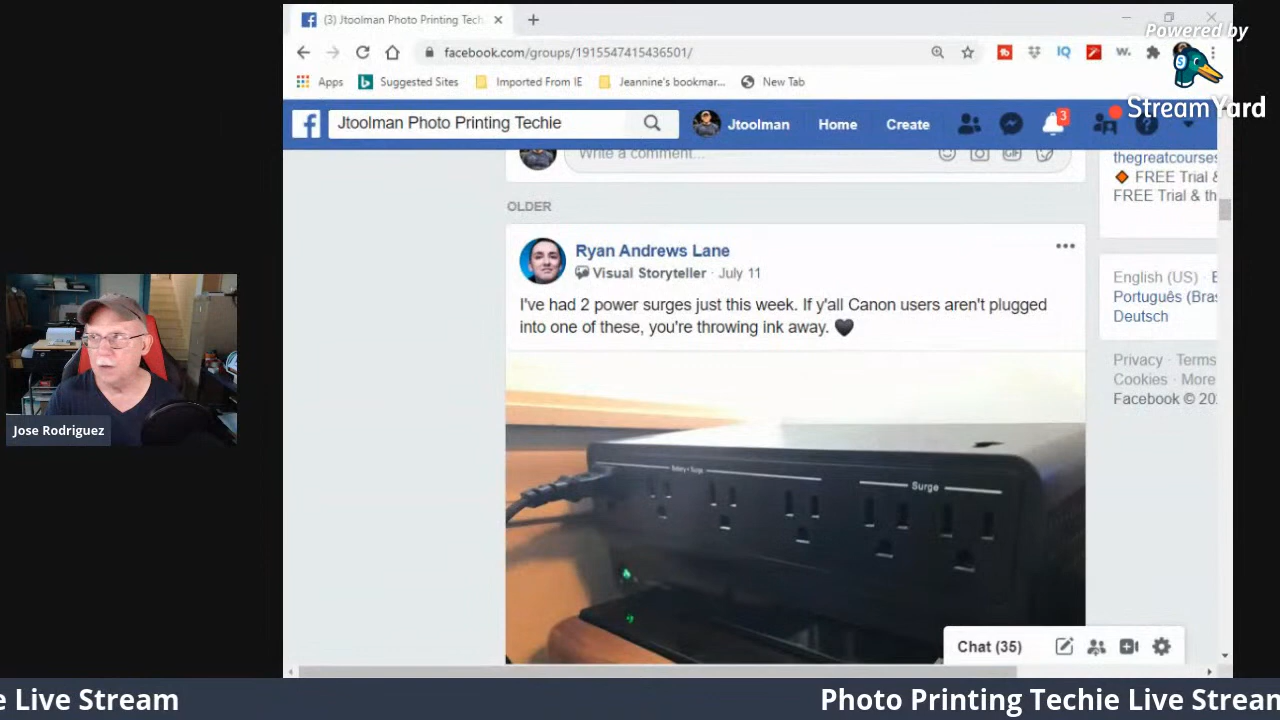 (3) Jtoolman Photo Printing Tech
facebook.com/groups/1915547415436501/
Powered by
StreamYard
Apps
Suggested Sites
Imported From IE
Jeannine's bookmar...
New Tab
Jtoolman Photo Printing Techie
Jtoolman
Home
Create
3
Write a comment...
thegreatcourses
FREE Trial &
FREE Trial & th
OLDER
Ryan Andrews Lane
Visual Storyteller · July 11
I've had 2 power surges just this week. If y'all Canon users aren't plugged
into one of these, you're throwing ink away. 🖤
English (US) ·
Português (Bras
Deutsch
Privacy · Terms
Cookies · More
Facebook © 20
Battery + Surge
Surge
Jose Rodriguez
Chat (35)
e Live Stream
Photo Printing Techie Live Stream